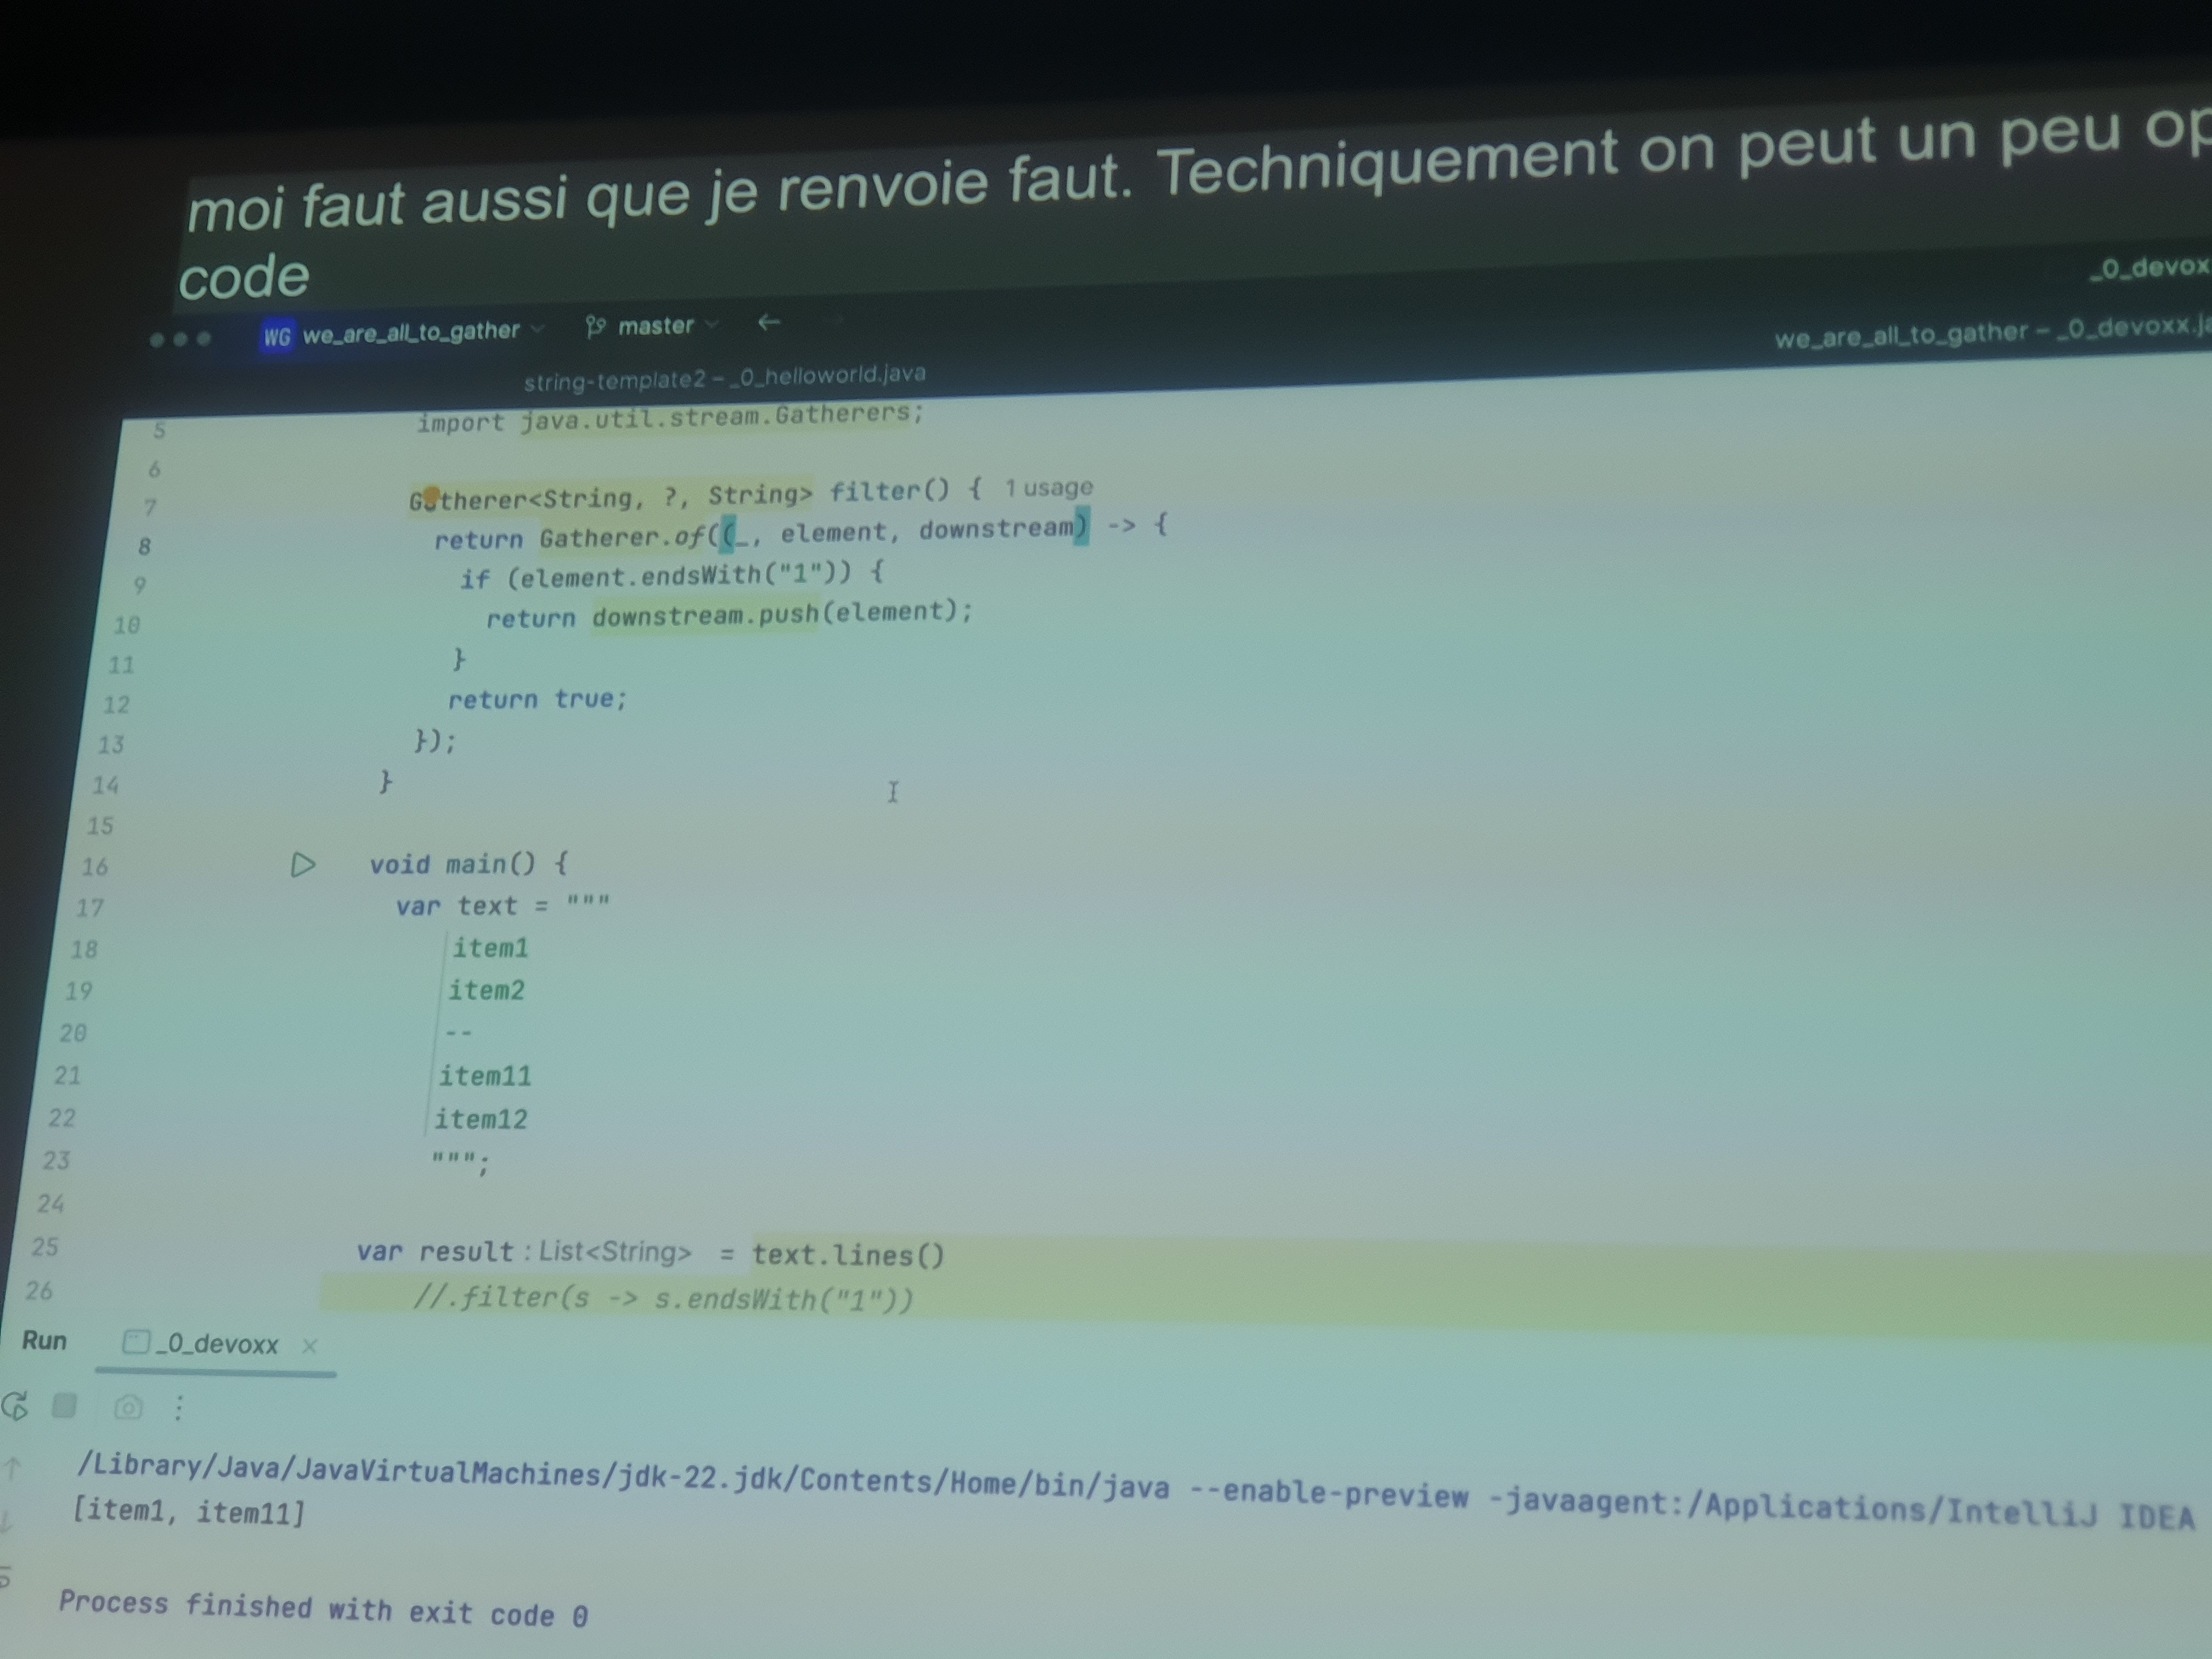 moi faut aussi que je renvoie faut. Techniquement on peut un peu
code
_0_devox
WG we_are_all_to_gather master
we_are_all_to_gather – _0_devoxx.ja
string-template2 – _0_helloworld.java
5 import java.util.stream.Gatherers;
6
7 Gatherer<String, ?, String> filter() { 1 usage
8 return Gatherer.of((_, element, downstream) -> {
9 if (element.endsWith("1")) {
10 return downstream.push(element);
11 }
12 return true;
13 });
14 }
15
16 void main() {
17 var text = """
18 item1
19 item2
20 --
21 item11
22 item12
23 """;
24
25 var result : List<String> = text.lines()
26 //.filter(s -> s.endsWith("1"))
Run _0_devoxx
/Library/Java/JavaVirtualMachines/jdk-22.jdk/Contents/Home/bin/java --enable-preview -javaagent:/Applications/IntelliJ IDEA
[item1, item11]
Process finished with exit code 0